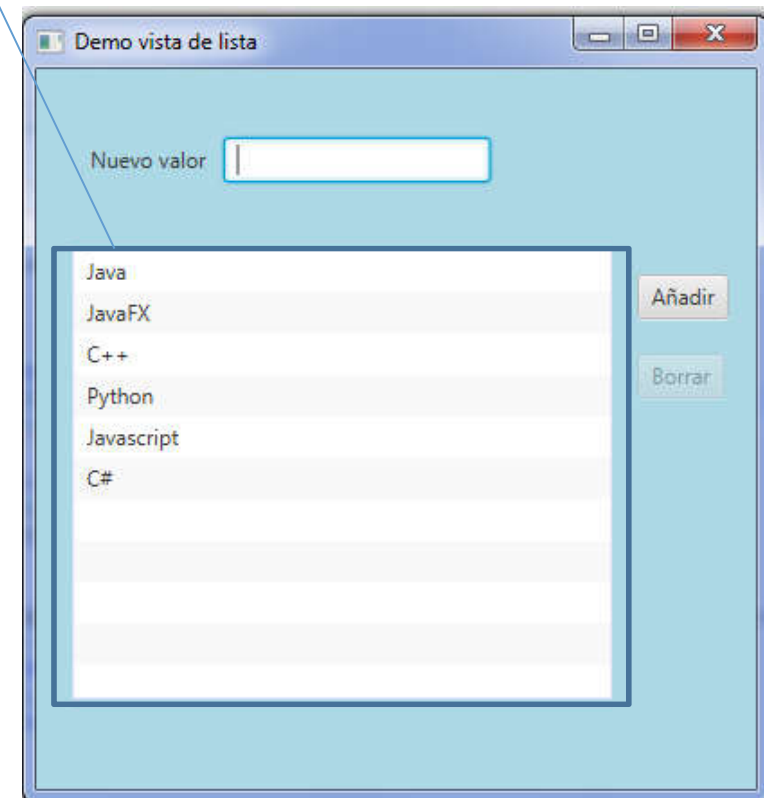 Demo vista de lista
Nuevo valor
Java
JavaFX
C++
Python
Javascript
C#
Añadir
Borrar